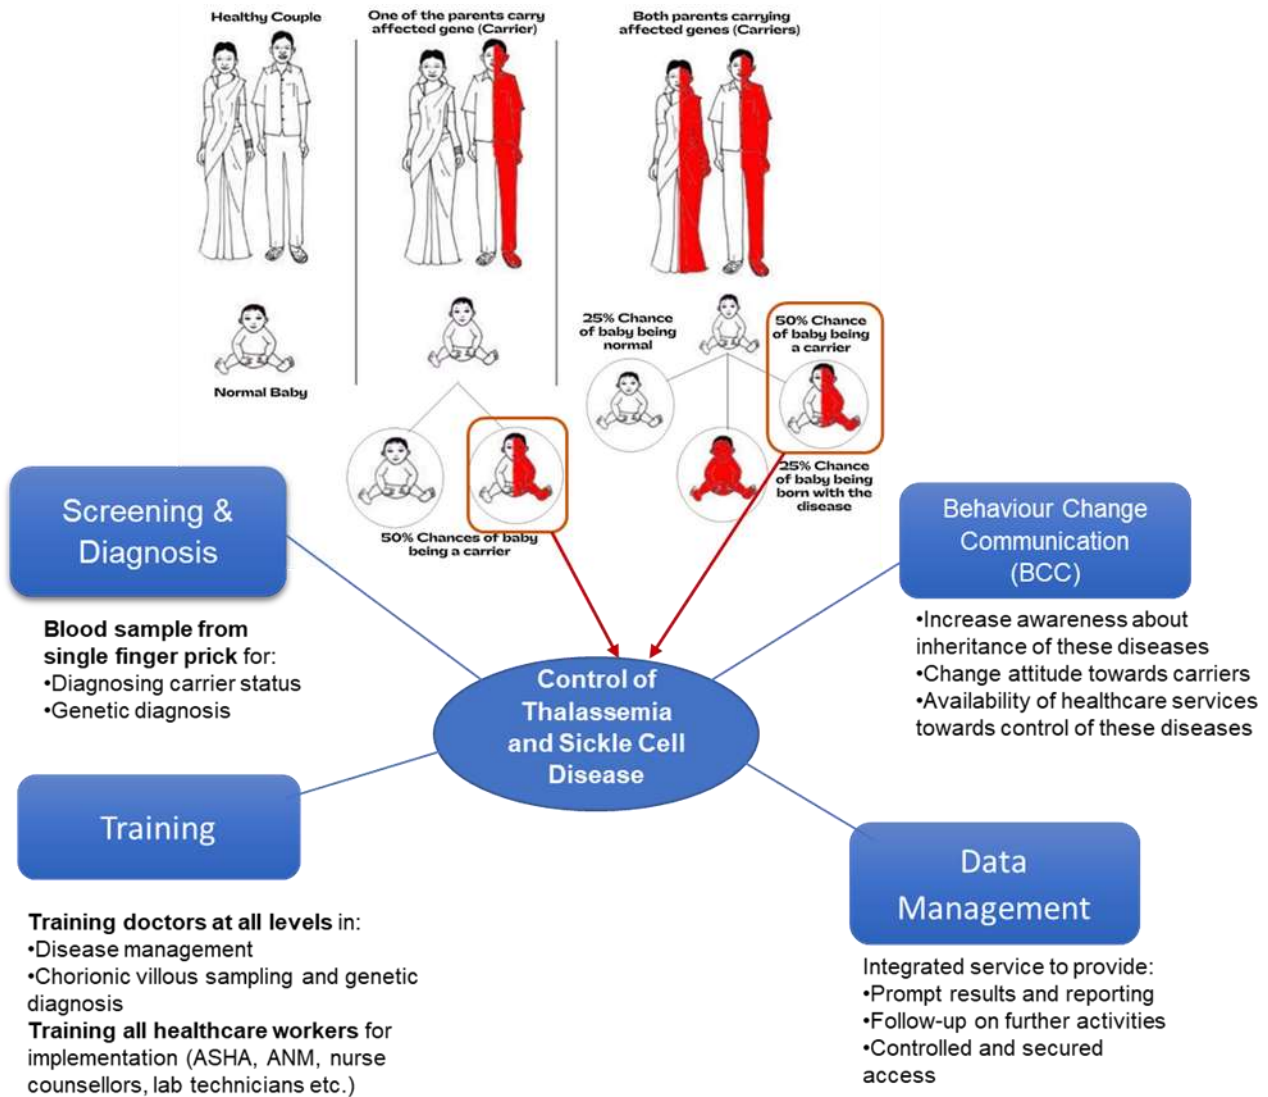 Healthy Couple
One of the parents carry
affected gene (Carrier)
Both parents carrying
affected genes (Carriers)
Normal Baby
50% Chances of baby
being a carrier
25% Chance
of baby being
normal
50% Chance
of baby being
a carrier
25% Chance
of baby being
born with the
disease
Screening &
Diagnosis
Blood sample from
single finger prick for:
•Diagnosing carrier status
•Genetic diagnosis
Behaviour Change
Communication
(BCC)
•Increase awareness about
inheritance of these diseases
•Change attitude towards carriers
•Availability of healthcare services
towards control of these diseases
Control of
Thalassemia
and Sickle Cell
Disease
Training
Training doctors at all levels in:
•Disease management
•Chorionic villous sampling and genetic
diagnosis
Training all healthcare workers for
implementation (ASHA, ANM, nurse
counsellors, lab technicians etc.)
Data
Management
Integrated service to provide:
•Prompt results and reporting
•Follow-up on further activities
•Controlled and secured
access